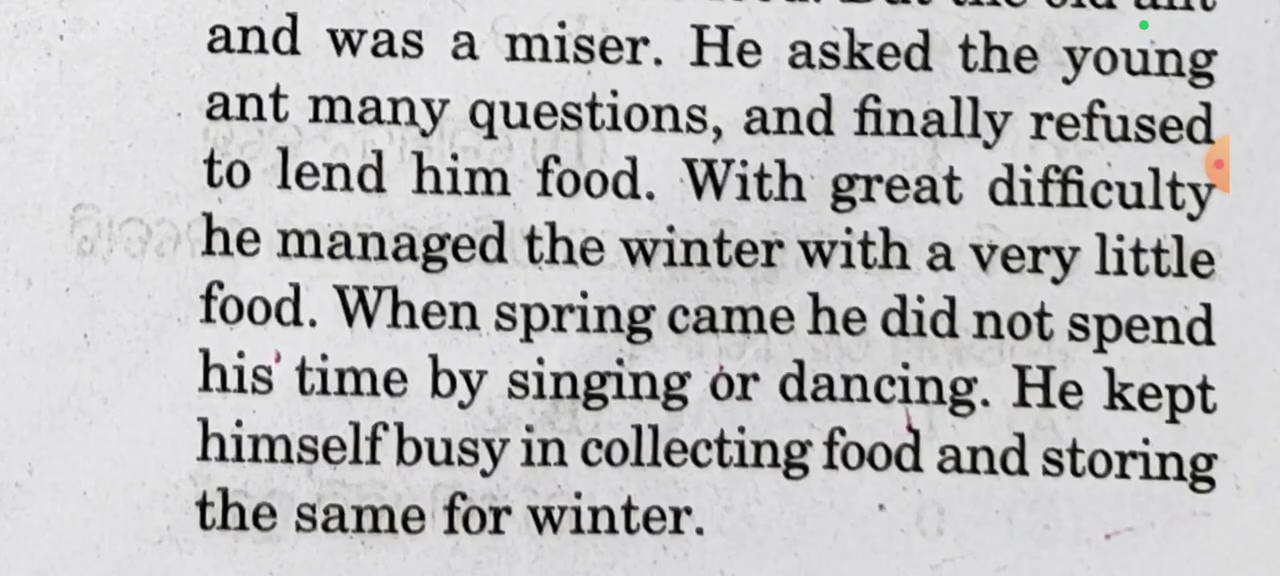 and was a miser. He asked the young
ant many questions, and finally refused
to lend him food. With great difficulty
he managed the winter with a very little
food. When spring came he did not spend
his time by singing or dancing. He kept
himself busy in collecting food and storing
the same for winter.